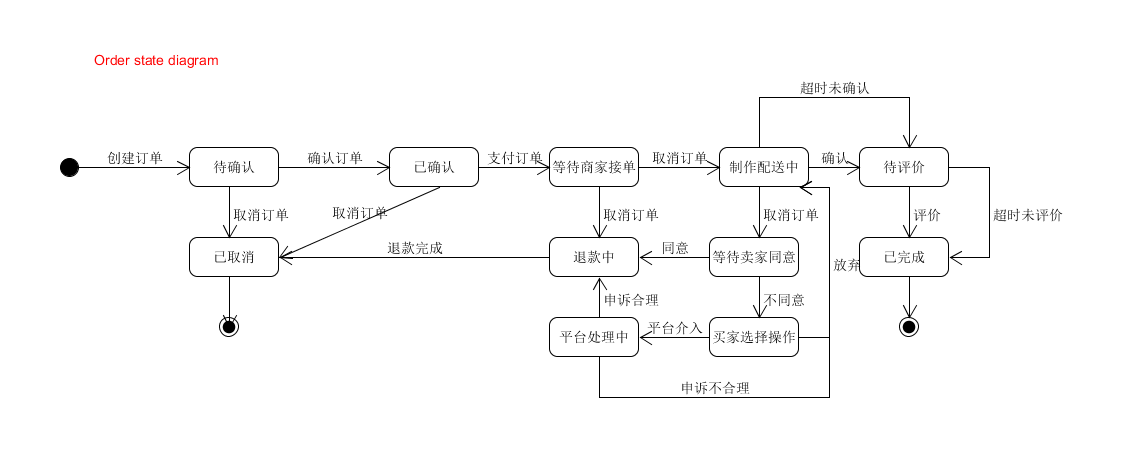 Order state diagram
超时未确认
创建订单
待确认
确认订单
已确认
支付订单
等待商家接单
取消订单
制作配送中
确认
待评价
取消订单
取消订单
取消订单
取消订单
评价
超时未评价
已取消
退款完成
退款中
同意
等待卖家同意
放弃
已完成
申诉合理
不同意
平台处理中
平台介入
买家选择操作
申诉不合理